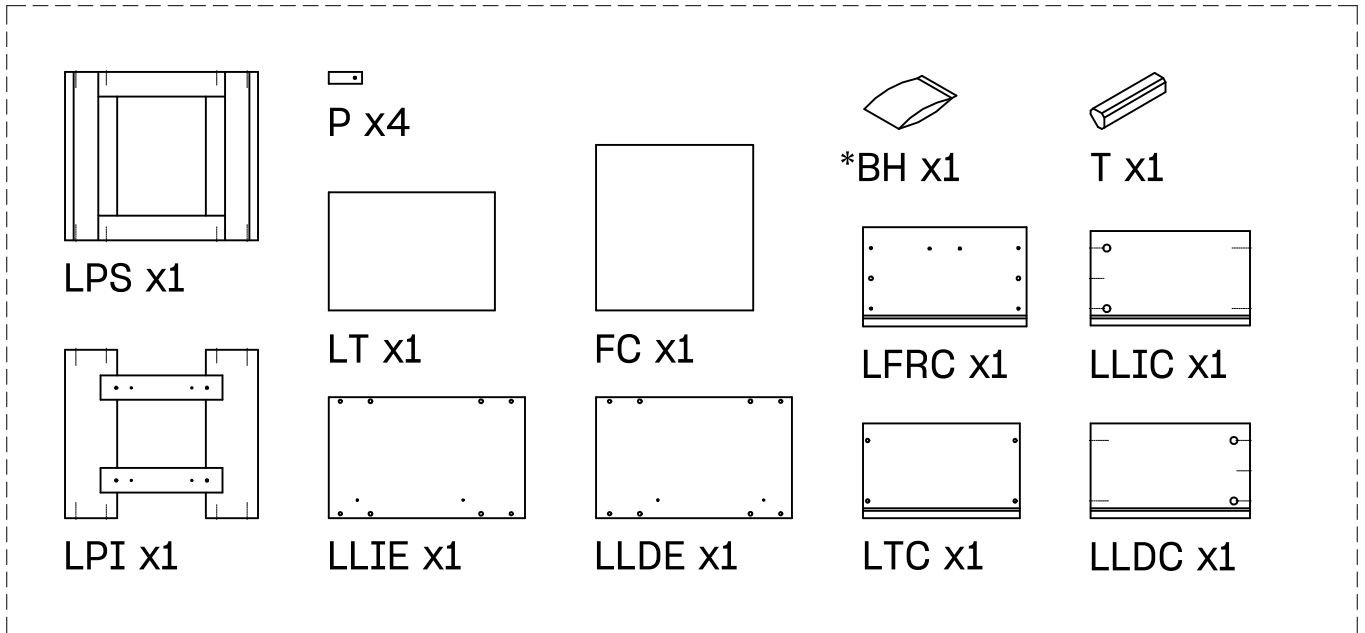 P x4
*BH x1
T x1
LPS x1
LT x1
FC x1
LFRC x1
LLIC x1
LPI x1
LLIE x1
LLDE x1
LTC x1
LLDC x1